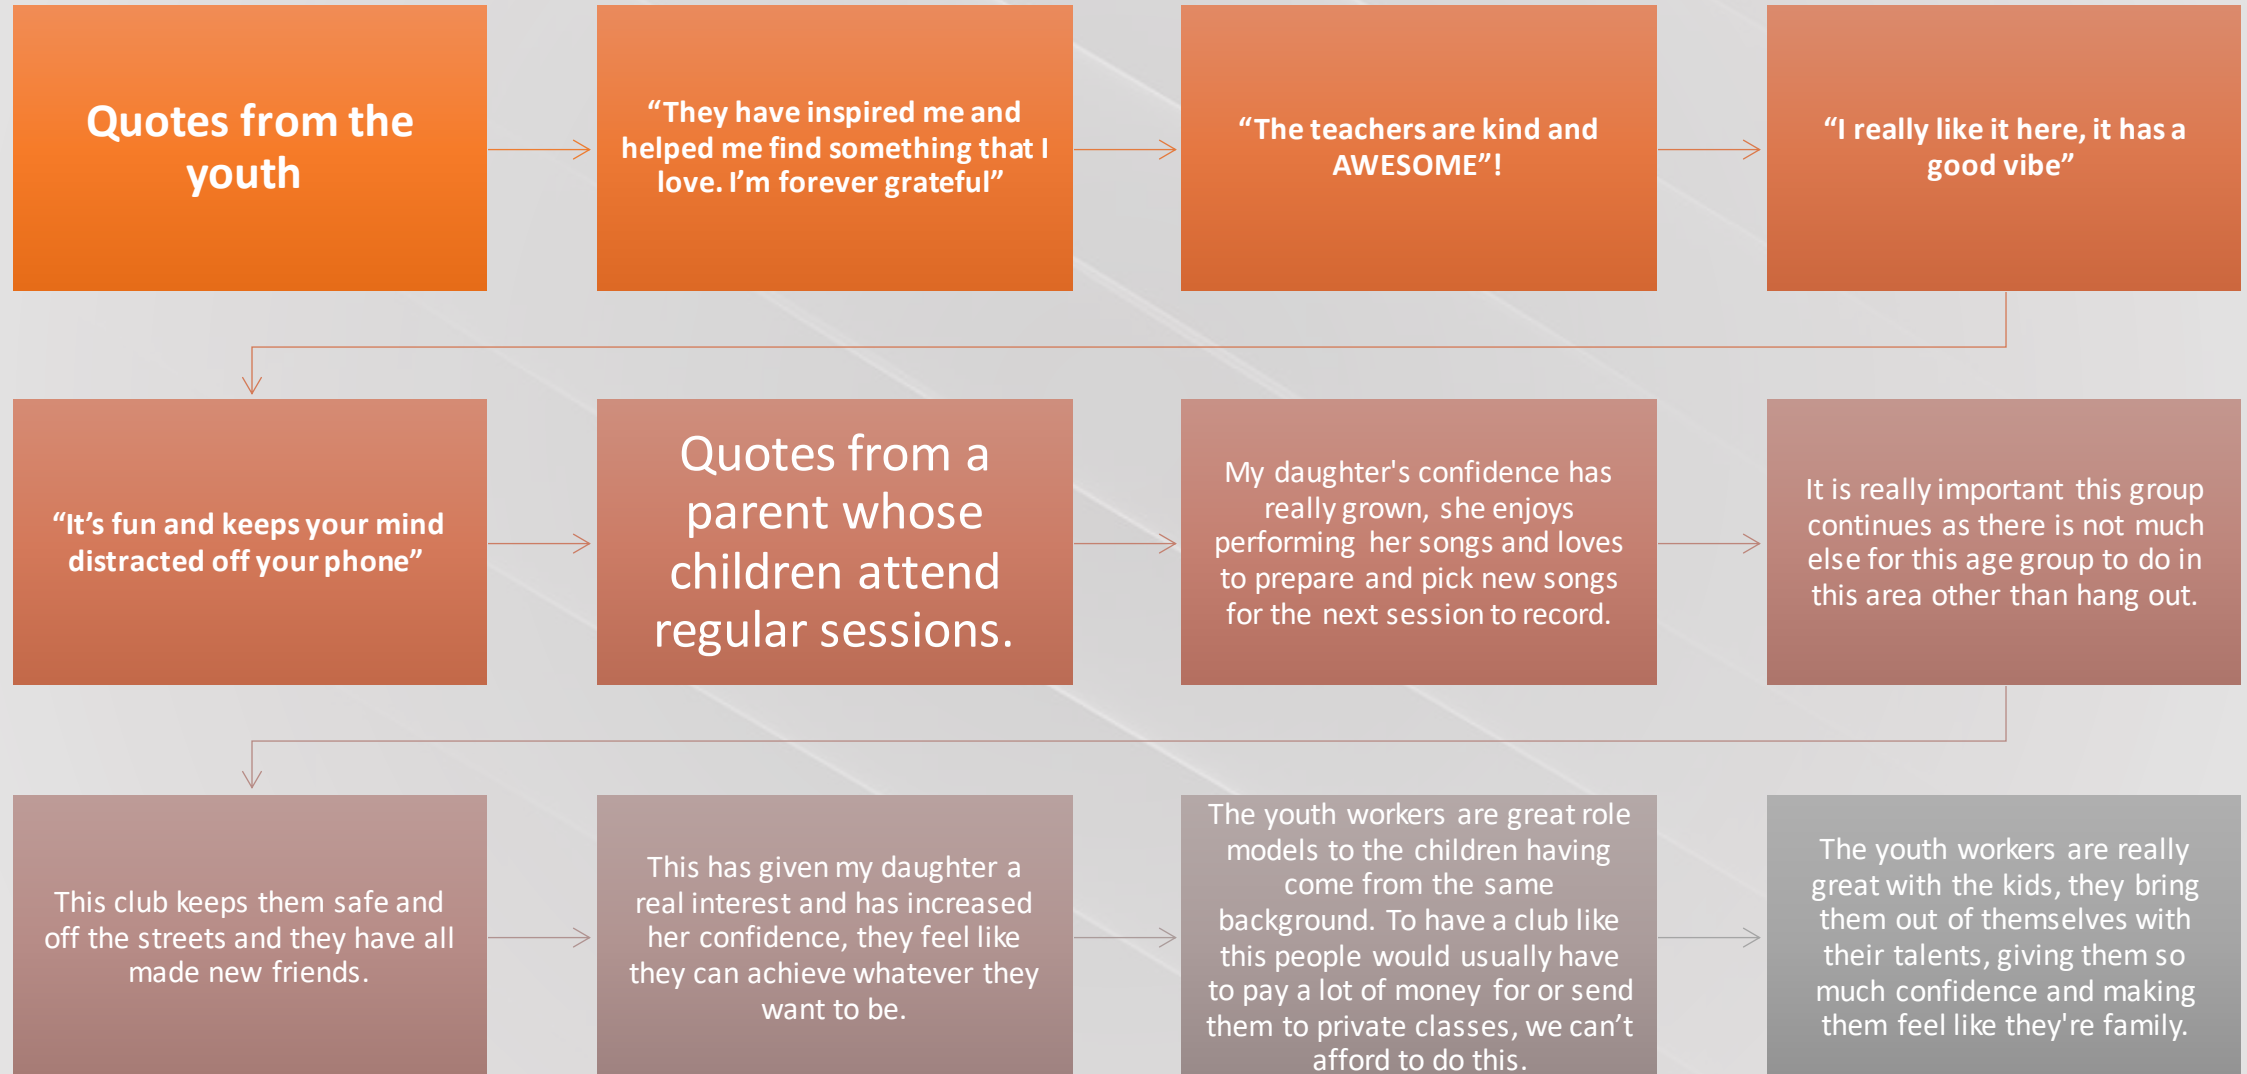 Quotes from the
youth
“They have inspired me and
helped me find something that I
love. I’m forever grateful”
“The teachers are kind and
AWESOME”!
“I really like it here, it has a
good vibe”
“It’s fun and keeps your mind
distracted off your phone”
Quotes from a
parent whose
children attend
regular sessions.
My daughter's confidence has
really grown, she enjoys
performing her songs and loves
to prepare and pick new songs
for the next session to record.
It is really important this group
continues as there is not much
else for this age group to do in
this area other than hang out.
This club keeps them safe and
off the streets and they have all
made new friends.
This has given my daughter a
real interest and has increased
her confidence, they feel like
they can achieve whatever they
want to be.
The youth workers are great role
models to the children having
come from the same
background. To have a club like
this people would usually have
to pay a lot of money for or send
them to private classes, we can’t
afford to do this.
The youth workers are really
great with the kids, they bring
them out of themselves with
their talents, giving them so
much confidence and making
them feel like they're family.